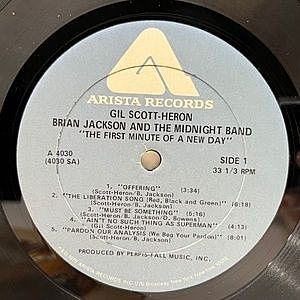 ARISTA RECORDS
GIL SCOTT-HERON
BRIAN JACKSON AND THE MIDNIGHT BAND
"THE FIRST MINUTE OF A NEW DAY"
A 4030
(4030 SA)
SIDE 1
33 1/3 RPM
1. "OFFERING" (3:34)
(Scott-Heron/B. Jackson)
2. "THE LIBERATION SONG (Red, Black and Green)" (6:18)
(Scott-Heron/B. Jackson)
3. "MUST BE SOMETHING" (5:16)
(Scott-Heron/B. Jackson/D. Bowens)
4. "AIN'T NO SUCH THING AS SUPERMAN"
(Gil Scott-Heron)
5. "PARDON OUR ANALYSIS (We Beg Your Pardon)" (8:01)
(Scott-Heron/B. Jackson)
PRODUCED BY PERPIS-FALL MUSIC, INC.